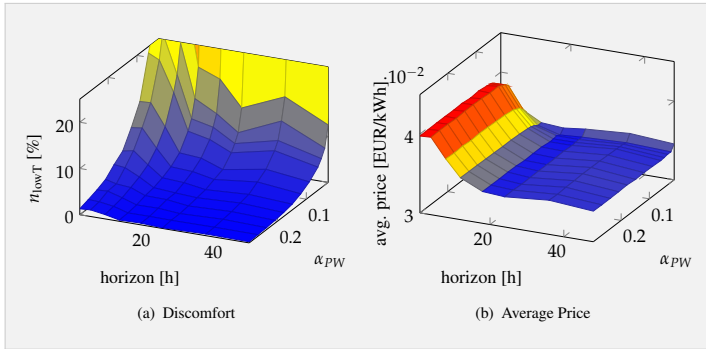 20
10
0
n_lowT [%]
20
40
horizon [h]
0.2
0.1
α_PW
(a) Discomfort
·10⁻²
4
3
avg. price [EUR/kWh]
20
40
horizon [h]
0.2
0.1
α_PW
(b) Average Price